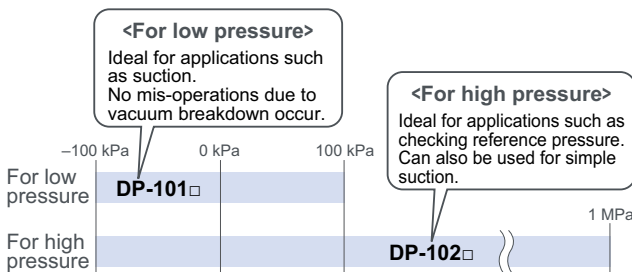 <For low pressure>
Ideal for applications such
as suction.
No mis-operations due to
vacuum breakdown occur.
<For high pressure>
Ideal for applications such as
checking reference pressure.
Can also be used for simple
suction.
–100 kPa 0 kPa 100 kPa
For low
pressure
DP-101□
1 MPa
For high
pressure
DP-102□